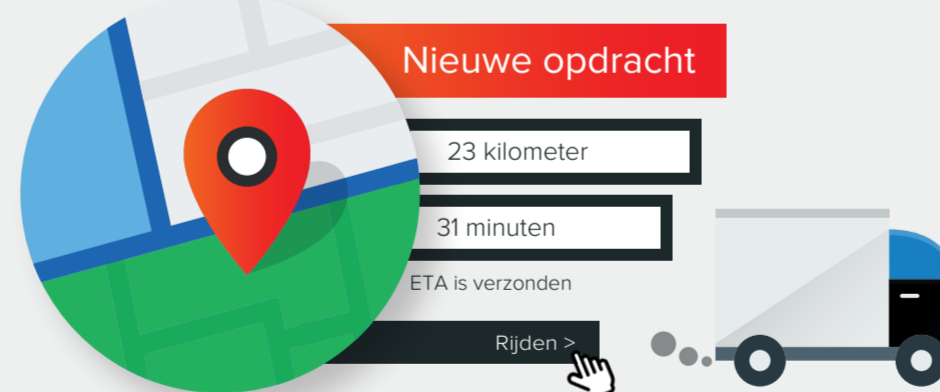 Nieuwe opdracht
23 kilometer
31 minuten
ETA is verzonden
Rijden >